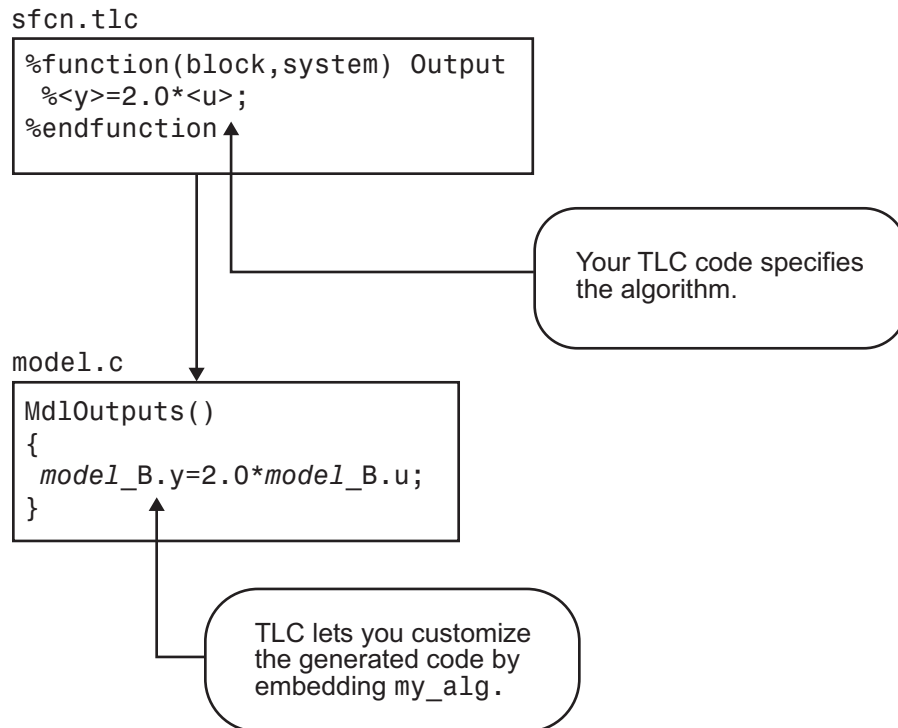 sfcn.tlc
%function(block,system) Output
%<y>=2.0*<u>;
%endfunction
Your TLC code specifies
the algorithm.
model.c
MdlOutputs()
{
model_B.y=2.0*model_B.u;
}
TLC lets you customize
the generated code by
embedding my_alg.